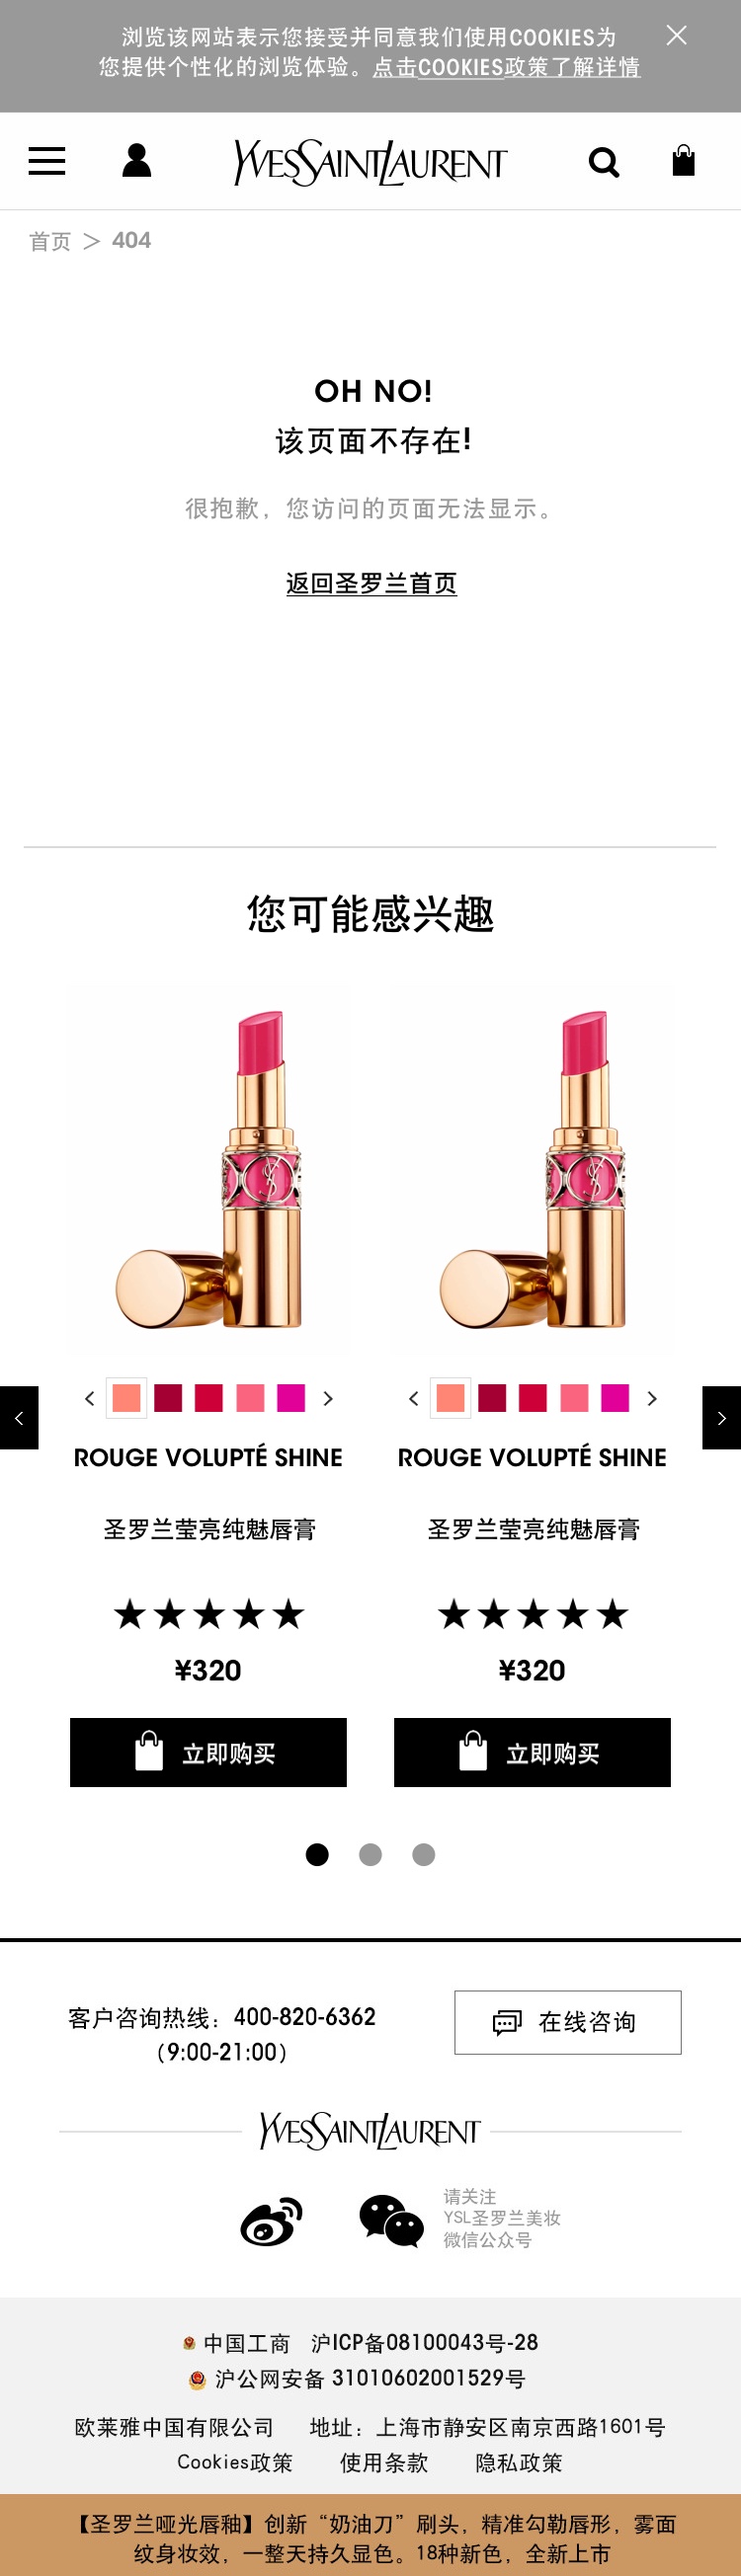 浏览该网站表示您接受并同意我们使用COOKIES为
您提供个性化的浏览体验。点击COOKIES政策了解详情
YVESSAINTLAURENT
首页 > 404
OH NO!
该页面不存在!
很抱歉，您访问的页面无法显示。
返回圣罗兰首页
您可能感兴趣
ROUGE VOLUPTÉ SHINE
圣罗兰莹亮纯魅唇膏
¥320
立即购买
ROUGE VOLUPTÉ SHINE
圣罗兰莹亮纯魅唇膏
¥320
立即购买
客户咨询热线：400-820-6362
（9:00-21:00）
在线咨询
YVESSAINTLAURENT
请关注
YSL圣罗兰美妆
微信公众号
中国工商 沪ICP备08100043号-28
沪公网安备 31010602001529号
欧莱雅中国有限公司 地址：上海市静安区南京西路1601号
Cookies政策 使用条款 隐私政策
【圣罗兰哑光唇釉】创新“奶油刀”刷头，精准勾勒唇形，雾面
纹身妆效，一整天持久显色。18种新色，全新上市